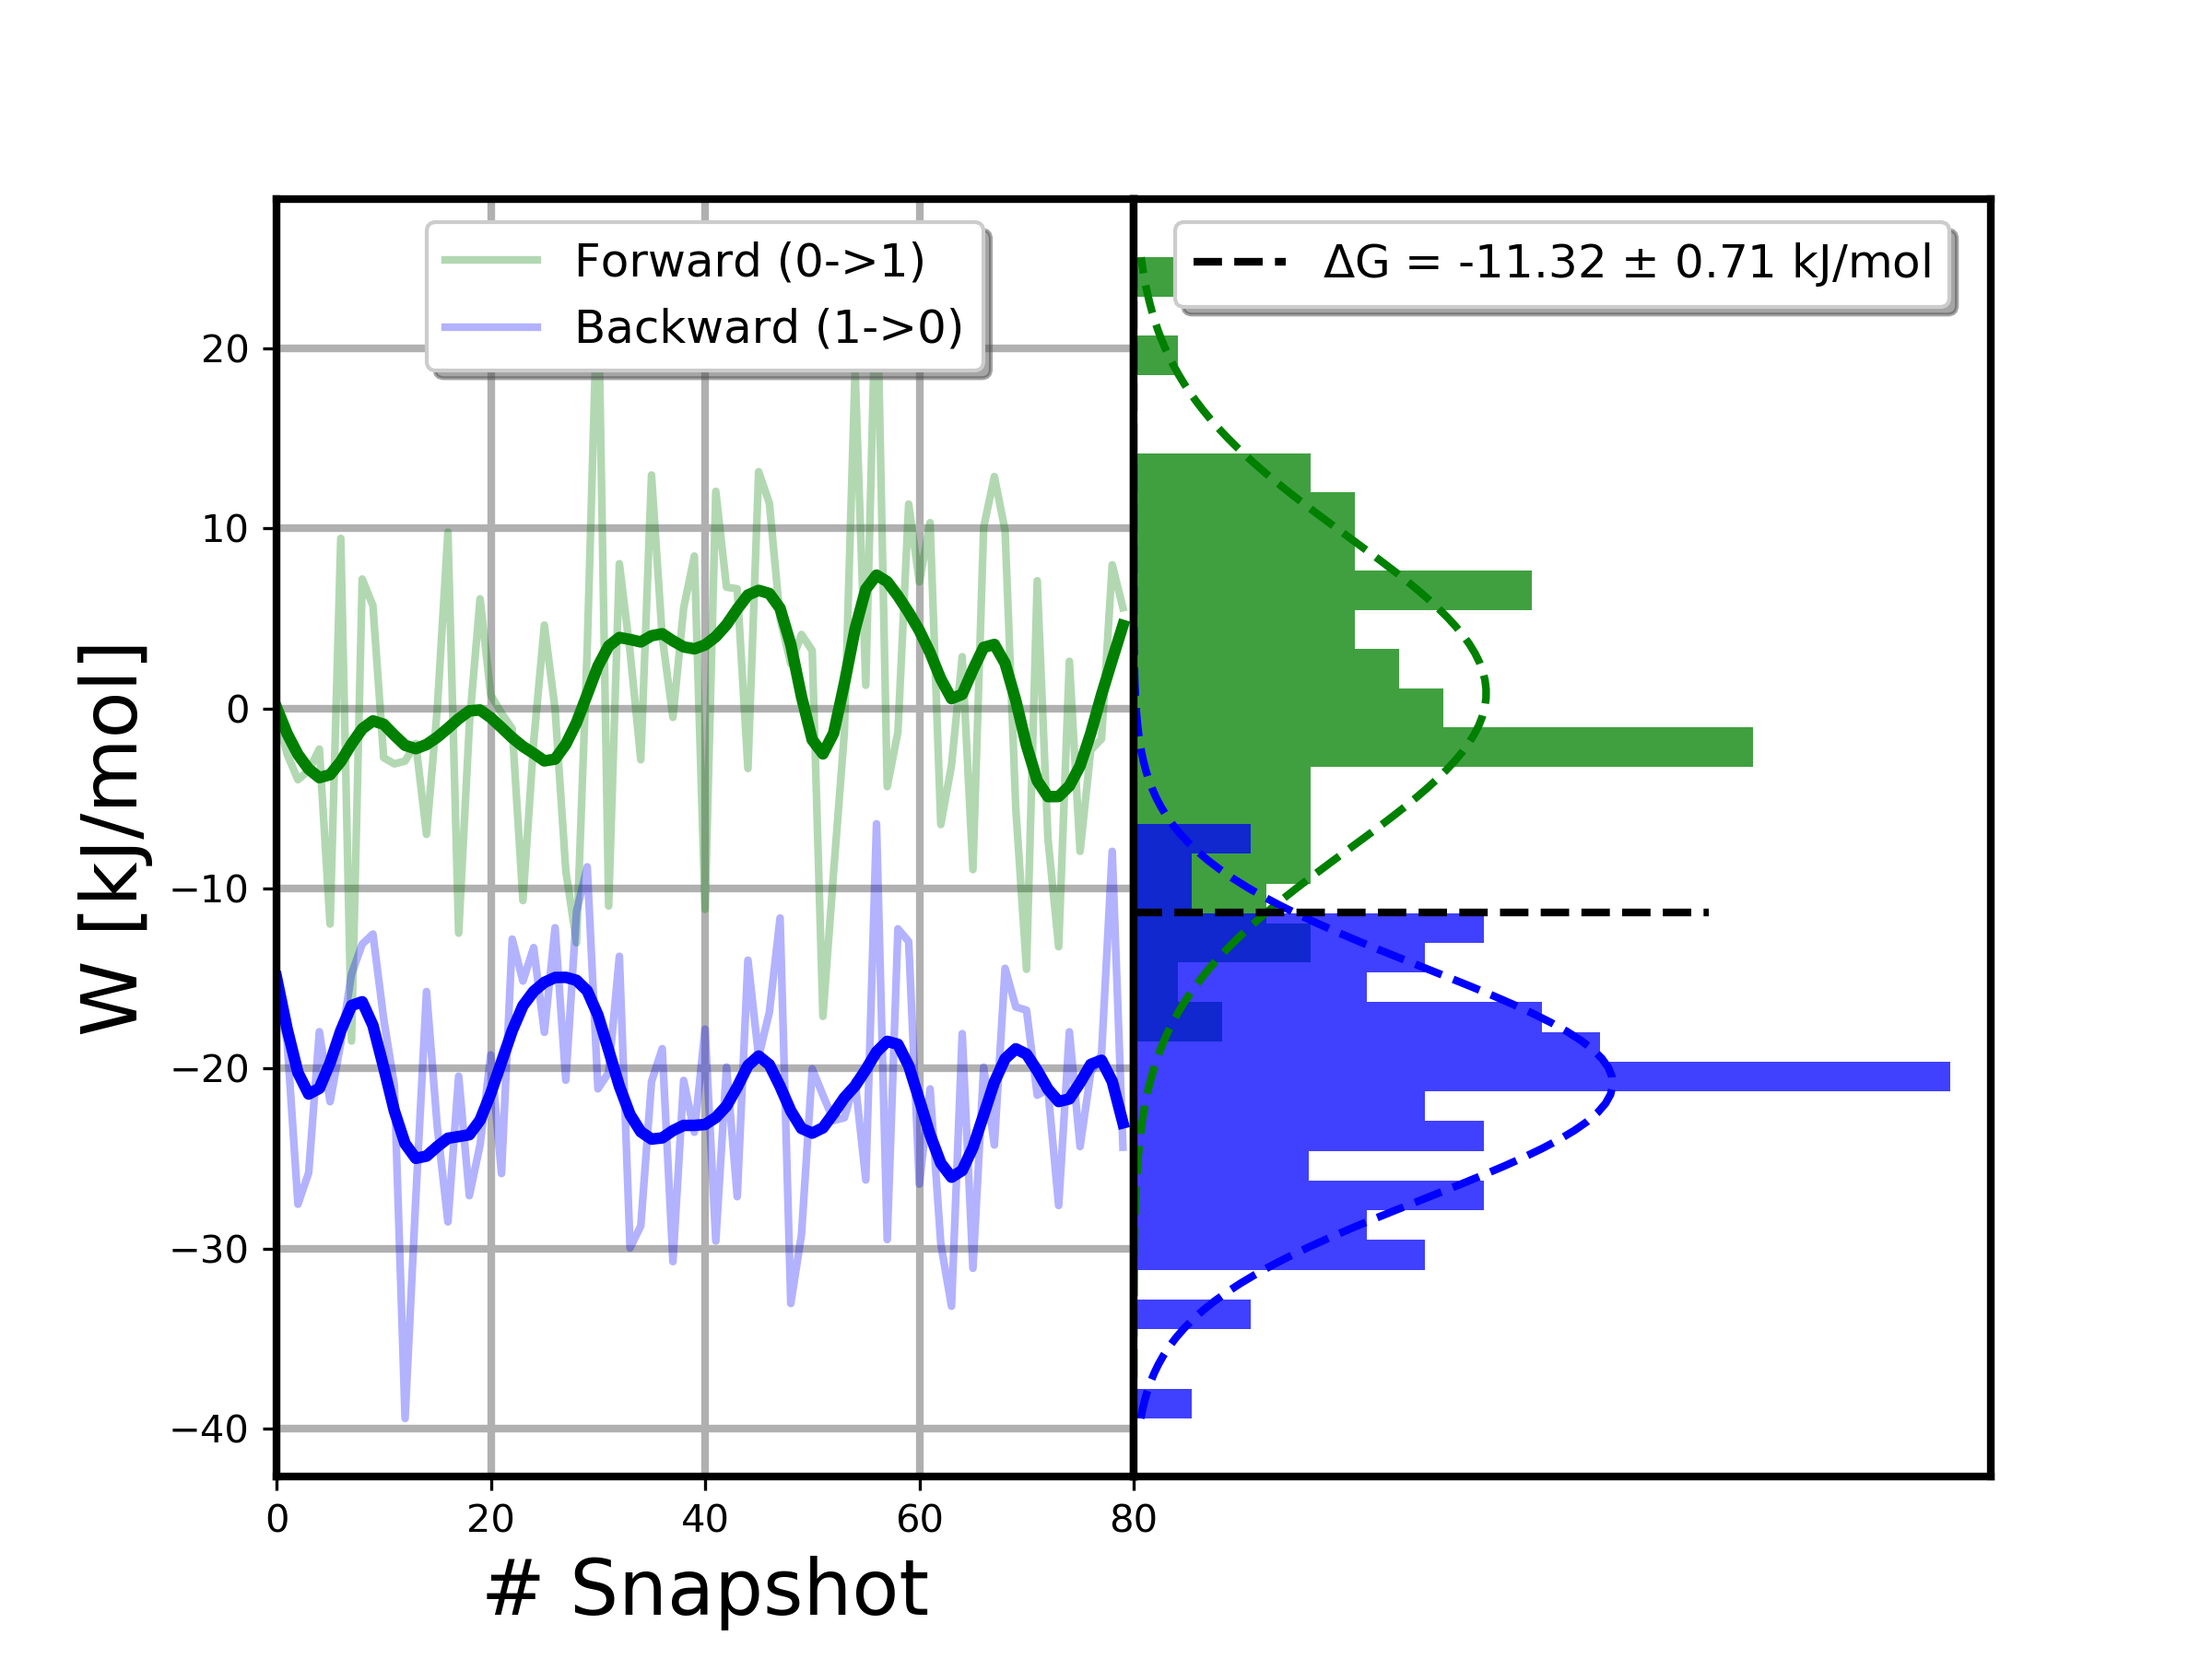 Forward (0->1)
Backward (1->0)
ΔG = -11.32 ± 0.71 kJ/mol
W [kJ/mol]
20
10
0
−10
−20
−30
−40
0 20 40 60 80
# Snapshot